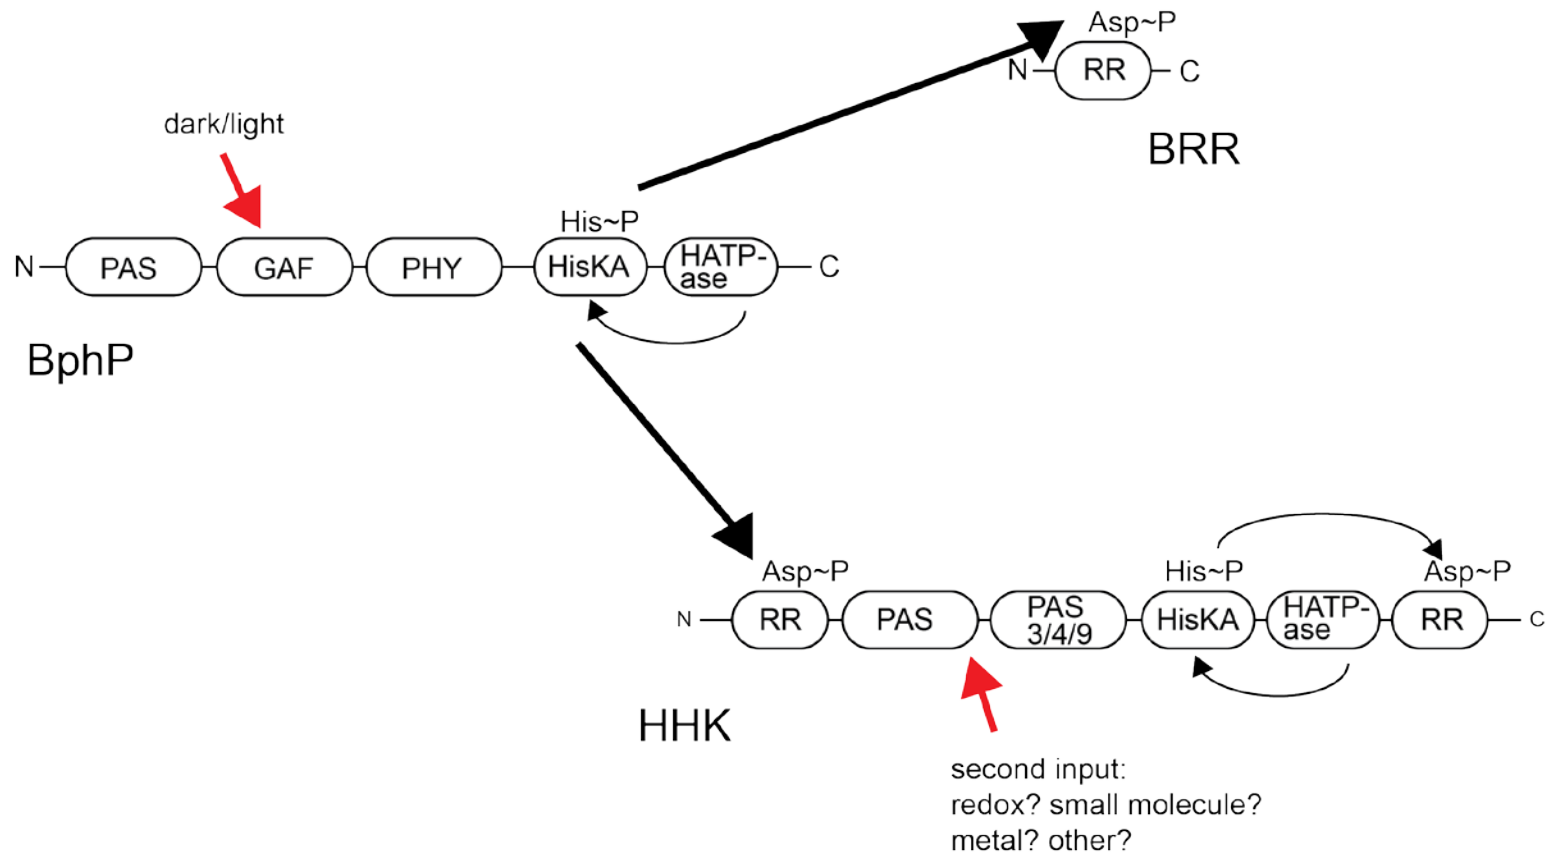 Asp~P
N RR C
BRR
dark/light
His~P
N PAS GAF PHY HisKA HATP-
ase C
BphP
Asp~P His~P Asp~P
N RR PAS PAS
3/4/9 HisKA HATP-
ase RR C
HHK
second input:
redox? small molecule?
metal? other?